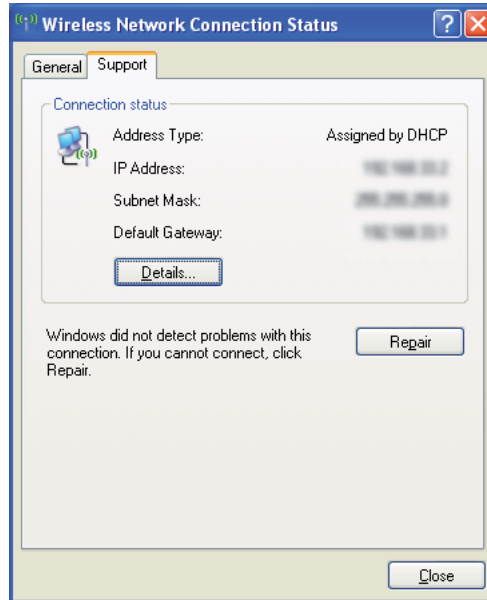 Wireless Network Connection Status
General
Support
Connection status
Address Type: Assigned by DHCP
IP Address:
Subnet Mask:
Default Gateway:
Details...
Windows did not detect problems with this
connection. If you cannot connect, click
Repair.
Repair
Close